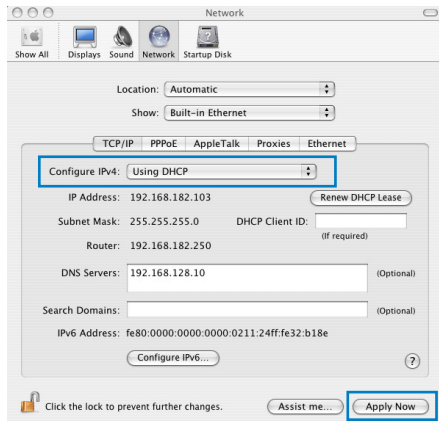 Network
Show All Displays Sound Network Startup Disk
Location: Automatic
Show: Built-in Ethernet
TCP/IP PPPoE AppleTalk Proxies Ethernet
Configure IPv4: Using DHCP
IP Address: 192.168.182.103 Renew DHCP Lease
Subnet Mask: 255.255.255.0 DHCP Client ID:
(If required)
Router: 192.168.182.250
DNS Servers: 192.168.128.10 (Optional)
Search Domains: (Optional)
IPv6 Address: fe80:0000:0000:0000:0211:24ff:fe32:b18e
Configure IPv6...
?
Click the lock to prevent further changes. Assist me... Apply Now